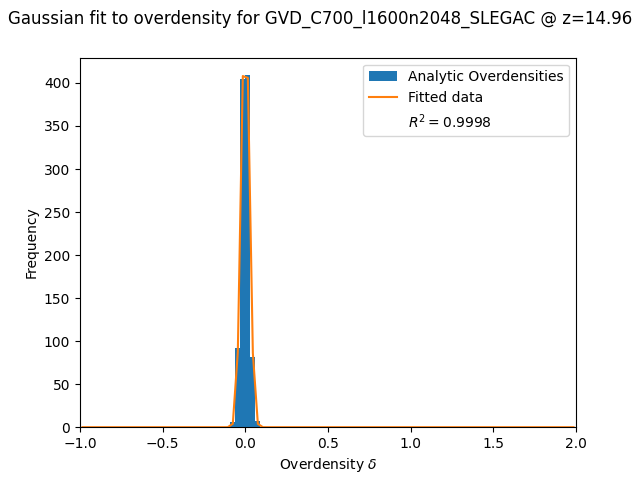 Gaussian fit to overdensity for GVD_C700_l1600n2048_SLEGAC @ z=14.96
Analytic Overdensities
Fitted data
R² = 0.9998
Frequency
400
350
300
250
200
150
100
50
0
−1.0 −0.5 0.0 0.5 1.0 1.5 2.0
Overdensity δ